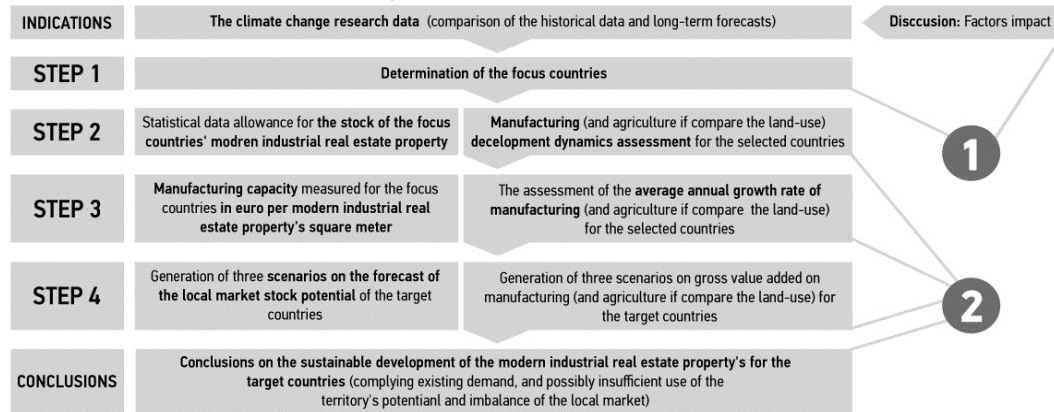 INDICATIONS
The climate change research data (comparison of the historical data and long-term forecasts)
Disccusion: Factors impact
STEP 1
Determination of the focus countries
STEP 2
Statistical data allowance for the stock of the focus
countries' modren industrial real estate property
Manufacturing (and agriculture if compare the land-use)
decelopment dynamics assessment for the selected countries
1
STEP 3
Manufacturing capacity measured for the focus
countries in euro per modern industrial real
estate property's square meter
The assessment of the average annual growth rate of
manufacturing (and agriculture if compare the land-use)
for the selected countries
STEP 4
Generation of three scenarios on the forecast of
the local market stock potential of the target
countries
Generation of three scenarios on gross value added on
manufacturing (and agriculture if compare the land-use) for
the target countries
2
CONCLUSIONS
Conclusions on the sustainable development of the modern industrial real estate property's for the
target countries (complying existing demand, and possibly insufficient use of the
territory's potentianl and imbalance of the local market)